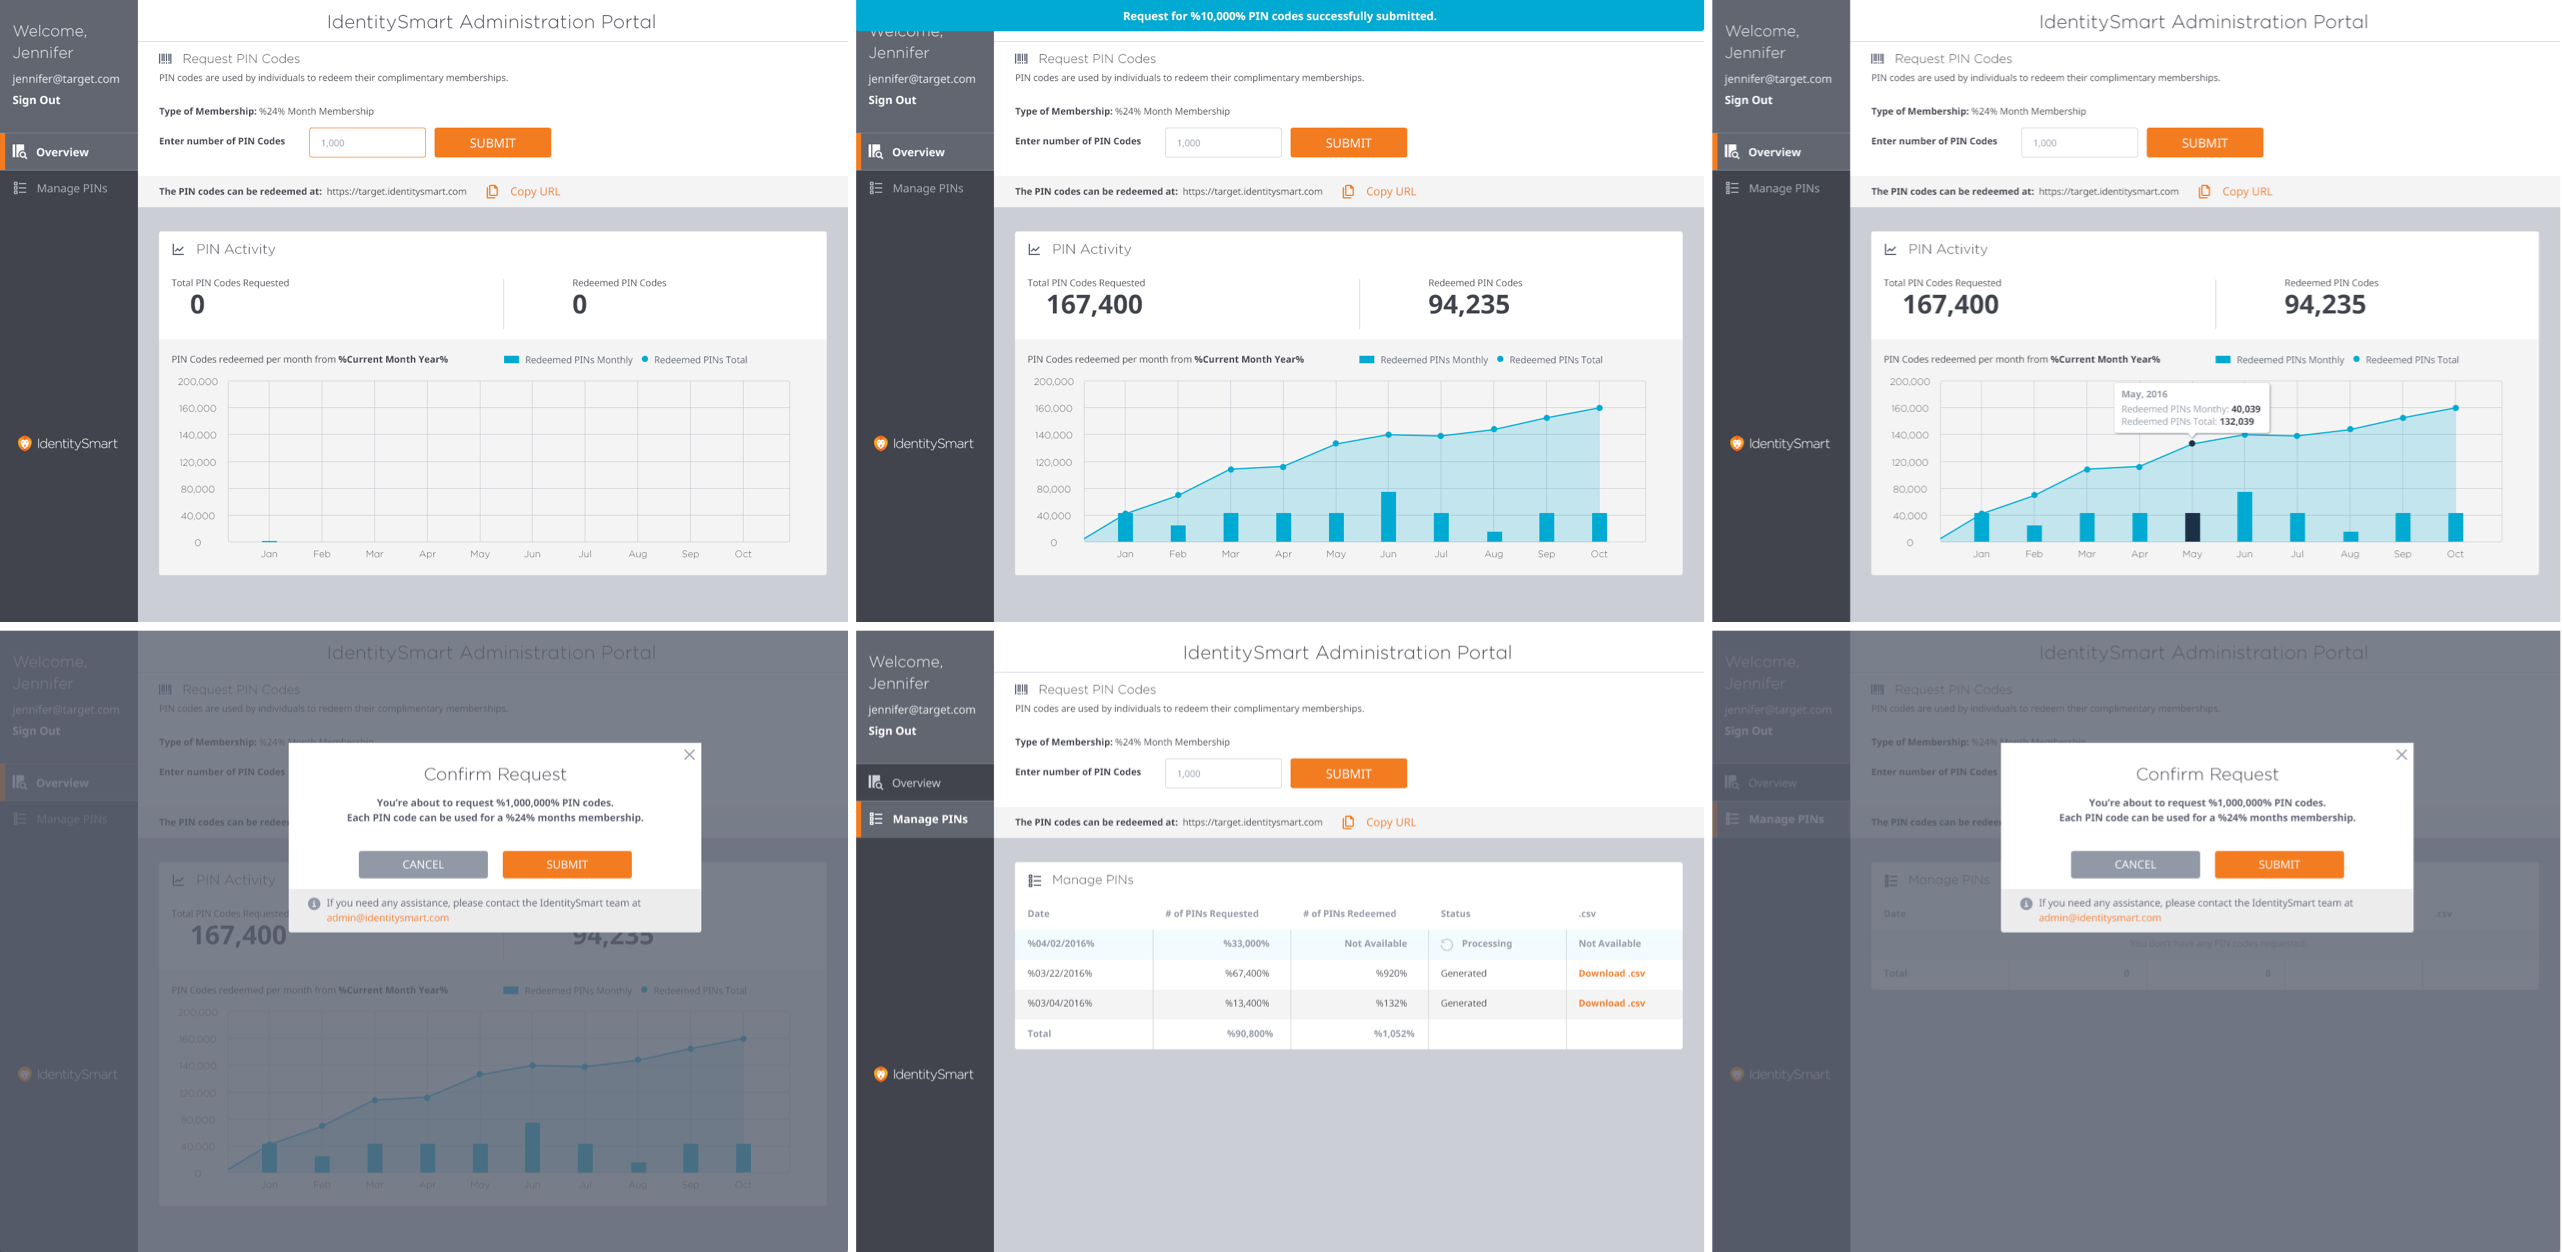 Welcome,
Jennifer
jennifer@target.com
Sign Out
Overview
Manage PINs
IdentitySmart
IdentitySmart Administration Portal
Request PIN Codes
PIN codes are used by individuals to redeem their complimentary memberships.
Type of Membership: %24% Month Membership
Enter number of PIN Codes 1,000 SUBMIT
The PIN codes can be redeemed at: https://target.identitysmart.com Copy URL
PIN Activity
Total PIN Codes Requested Redeemed PIN Codes
0 0
PIN Codes redeemed per month from %Current Month Year% Redeemed PINs Monthly Redeemed PINs Total
200,000
160,000
140,000
120,000
80,000
40,000
0
Jan Feb Mar Apr May Jun Jul Aug Sep Oct
Request for %10,000% PIN codes successfully submitted.
Welcome,
Jennifer
jennifer@target.com
Sign Out
Overview
Manage PINs
IdentitySmart
Request PIN Codes
PIN codes are used by individuals to redeem their complimentary memberships.
Type of Membership: %24% Month Membership
Enter number of PIN Codes 1,000 SUBMIT
The PIN codes can be redeemed at: https://target.identitysmart.com Copy URL
PIN Activity
Total PIN Codes Requested Redeemed PIN Codes
167,400 94,235
PIN Codes redeemed per month from %Current Month Year% Redeemed PINs Monthly Redeemed PINs Total
200,000
160,000
140,000
120,000
80,000
40,000
0
Jan Feb Mar Apr May Jun Jul Aug Sep Oct
Welcome,
Jennifer
jennifer@target.com
Sign Out
Overview
Manage PINs
IdentitySmart
IdentitySmart Administration Portal
Request PIN Codes
PIN codes are used by individuals to redeem their complimentary memberships.
Type of Membership: %24% Month Membership
Enter number of PIN Codes 1,000 SUBMIT
The PIN codes can be redeemed at: https://target.identitysmart.com Copy URL
PIN Activity
Total PIN Codes Requested Redeemed PIN Codes
167,400 94,235
PIN Codes redeemed per month from %Current Month Year% Redeemed PINs Monthly Redeemed PINs Total
200,000
160,000
140,000
120,000
80,000
40,000
0
May, 2016
Redeemed PINs Monthy: 40,039
Redeemed PINs Total: 132,039
Jan Feb Mar Apr May Jun Jul Aug Sep Oct
Welcome,
Jennifer
jennifer@target.com
Sign Out
Overview
Manage PINs
IdentitySmart
IdentitySmart Administration Portal
Request PIN Codes
PIN codes are used by individuals to redeem their complimentary memberships.
Type of Membership: %24% Month Membership
Enter number of PIN Codes
The PIN codes can be
Confirm Request
You're about to request %1,000,000% PIN codes.
Each PIN code can be used for a %24% months membership.
CANCEL SUBMIT
If you need any assistance, please contact the IdentitySmart team at
admin@identitysmart.com
PIN Activity
Total PIN Codes Requested
167,400 94,235
PIN Codes redeemed per month from %Current Month Year% Redeemed PINs Monthly Redeemed PINs Total
200,000
160,000
140,000
120,000
80,000
40,000
0
Jan Feb Mar Apr May Jun Jul Aug Sep Oct
Welcome,
Jennifer
jennifer@target.com
Sign Out
Overview
Manage PINs
IdentitySmart
IdentitySmart Administration Portal
Request PIN Codes
PIN codes are used by individuals to redeem their complimentary memberships.
Type of Membership: %24% Month Membership
Enter number of PIN Codes 1,000 SUBMIT
The PIN codes can be redeemed at: https://target.identitysmart.com Copy URL
Manage PINs
Date # of PINs Requested # of PINs Redeemed Status .csv
%04/02/2016% %33,000% Not Available Processing Not Available
%03/22/2016% %67,400% %920% Generated Download .csv
%03/04/2016% %13,400% %132% Generated Download .csv
Total %90,800% %1,052%
Welcome,
Jennifer
jennifer@target.com
Sign Out
Overview
Manage PINs
IdentitySmart
IdentitySmart Administration Portal
Request PIN Codes
PIN codes are used by individuals to redeem their complimentary memberships.
Type of Membership: %24% Month Membership
Enter number of PIN Codes
The PIN codes can be
Confirm Request
You're about to request %1,000,000% PIN codes.
Each PIN code can be used for a %24% months membership.
CANCEL SUBMIT
If you need any assistance, please contact the IdentitySmart team at
admin@identitysmart.com
Manage PINs
Date .csv
You don't have any PIN codes requested.
Total 0 0